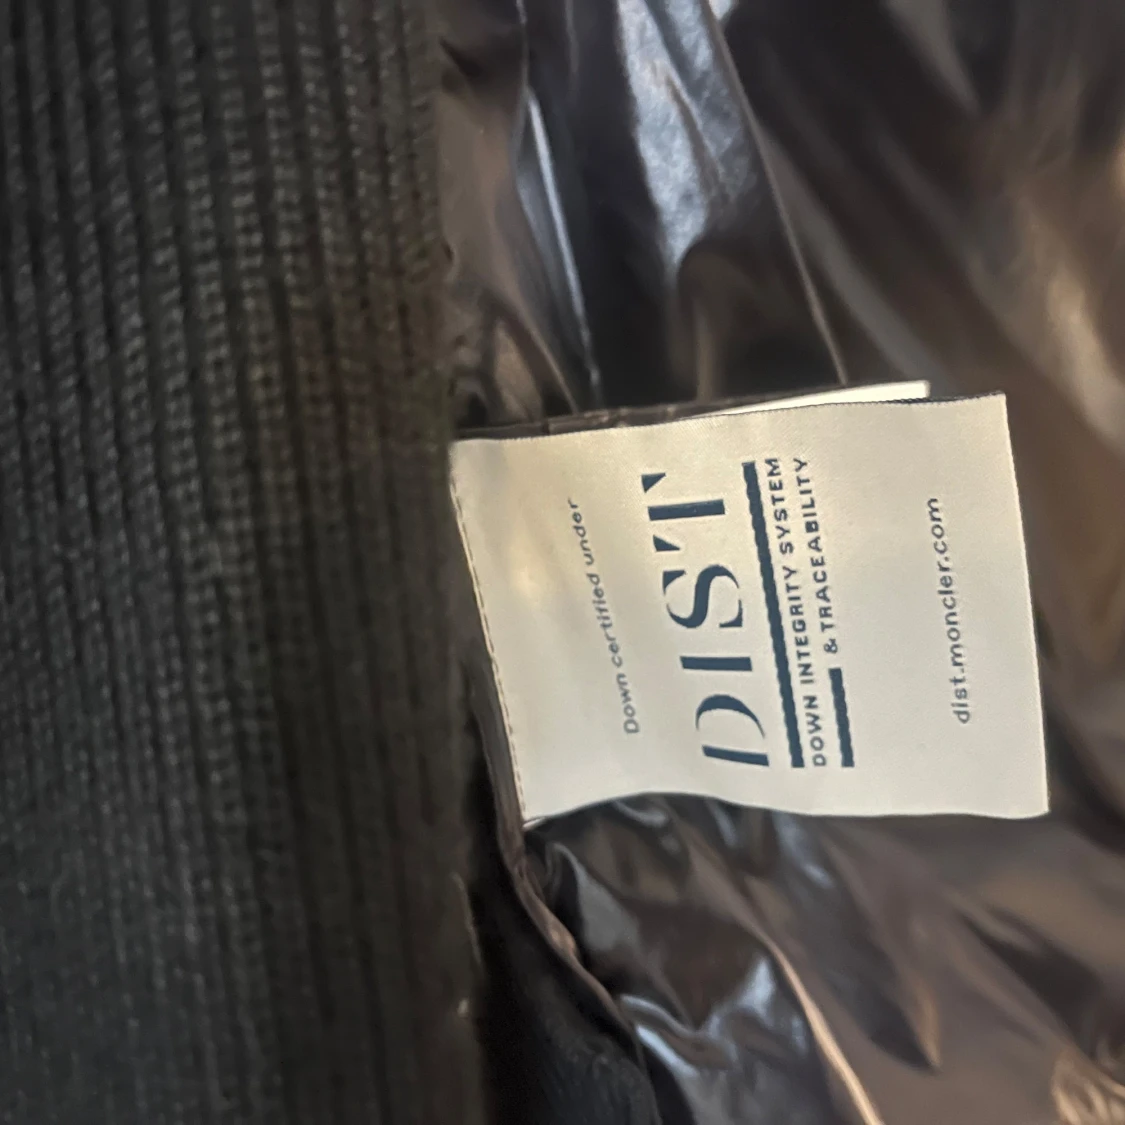 Down certified under
DIST
DOWN INTEGRITY SYSTEM
& TRACEABILITY
dist.moncler.com